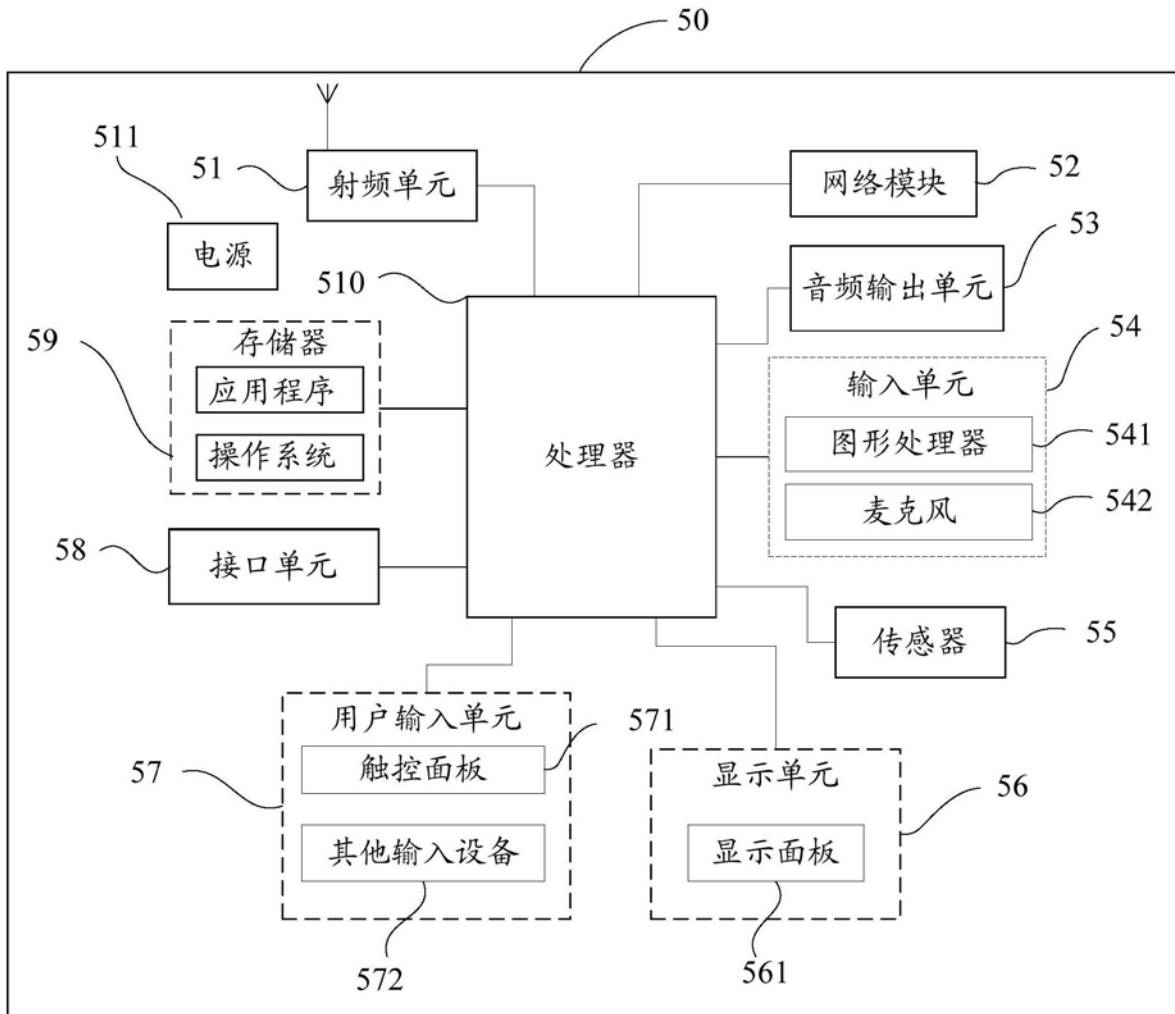 50
511
51
射频单元
网络模块
52
电源
510
音频输出单元
53
59
存储器
应用程序
操作系统
处理器
54
输入单元
图形处理器
541
麦克风
542
58
接口单元
传感器
55
57
用户输入单元
571
触控面板
其他输入设备
572
显示单元
56
显示面板
561